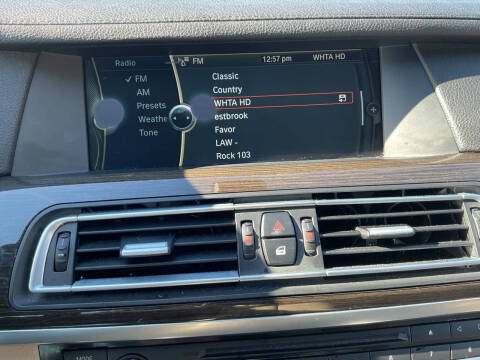 Radio FM 12:57 pm WHTA HD
✓ FM
AM
Presets
Weathe
Tone
Classic
Country
WHTA HD
estbrook
Favor
LAW -
Rock 103
MODE